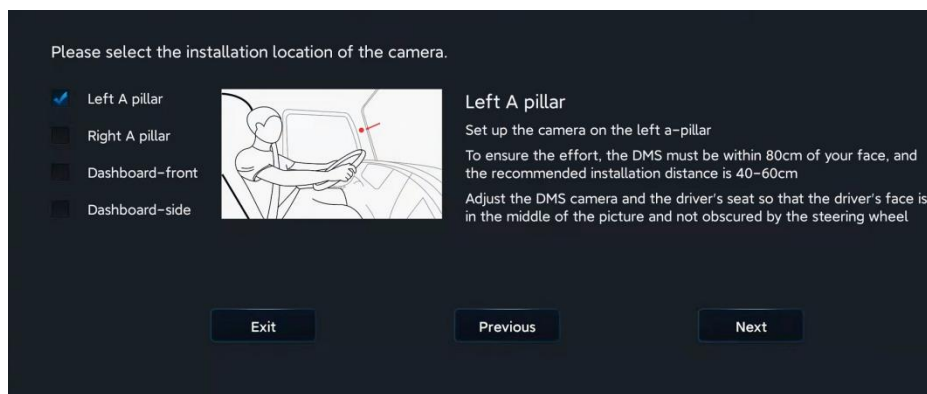 Please select the installation location of the camera.
Left A pillar
Right A pillar
Dashboard-front
Dashboard-side
Left A pillar
Set up the camera on the left a-pillar
To ensure the effort, the DMS must be within 80cm of your face, and
the recommended installation distance is 40-60cm
Adjust the DMS camera and the driver's seat so that the driver's face is
in the middle of the picture and not obscured by the steering wheel
Exit
Previous
Next